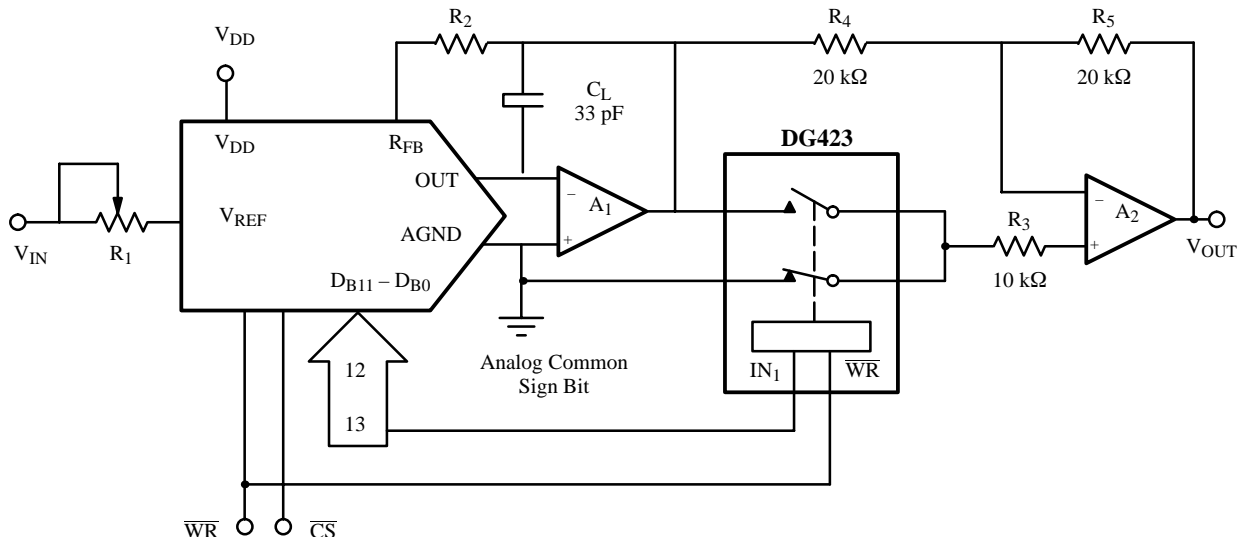 R2
R4
R5
VDD
20 kΩ
20 kΩ
CL
33 pF
DG423
VDD
RFB
OUT
−
A1
+
VREF
AGND
−
A2
+
R3
VIN
R1
VOUT
DB11 – DB0
10 kΩ
Analog Common
Sign Bit
12
IN1
WR
13
WR
CS